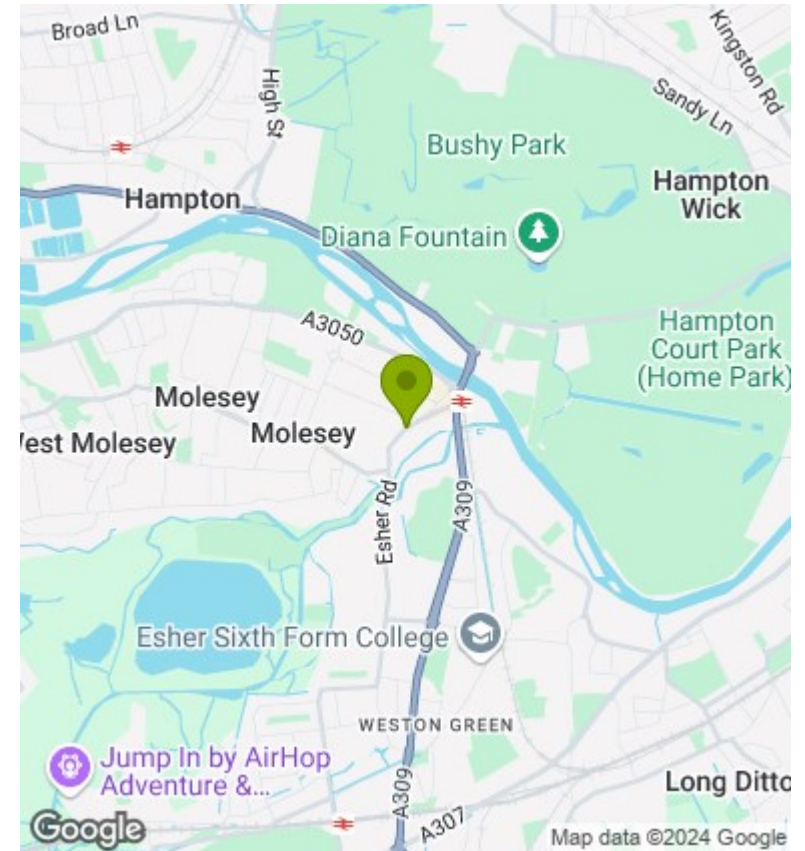 Broad Ln
High St
Kingston Rd
Sandy Ln
Bushy Park
Hampton
Wick
Hampton
Diana Fountain
A3050
Hampton
Court Park
(Home Park)
Molesey
Molesey
est Molesey
Esher Rd
A309
Esher Sixth Form College
WESTON GREEN
Jump In by AirHop
Adventure &...
A309
A307
Long Ditto
Google
Map data ©2024 Google